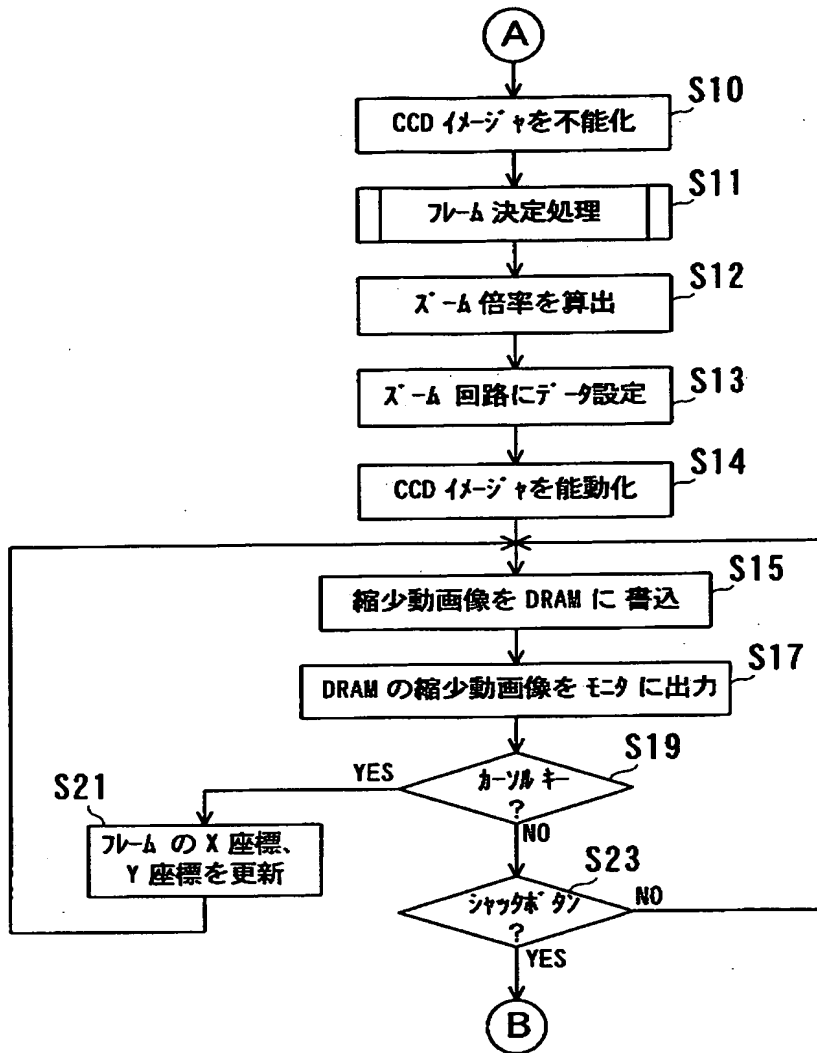 A
S10
CCD イメージャを不能化
S11
フレーム 決定処理
S12
ズーム 倍率を算出
S13
ズーム 回路にデータ設定
S14
CCD イメージャを能動化
S15
縮少動画像を DRAM に 書込
S17
DRAM の縮少動画像を モニタ に出力
S19
カーソル キー
?
YES
NO
S21
フレーム の X 座標、
Y 座標を更新
S23
シャッタボタン
?
NO
YES
B